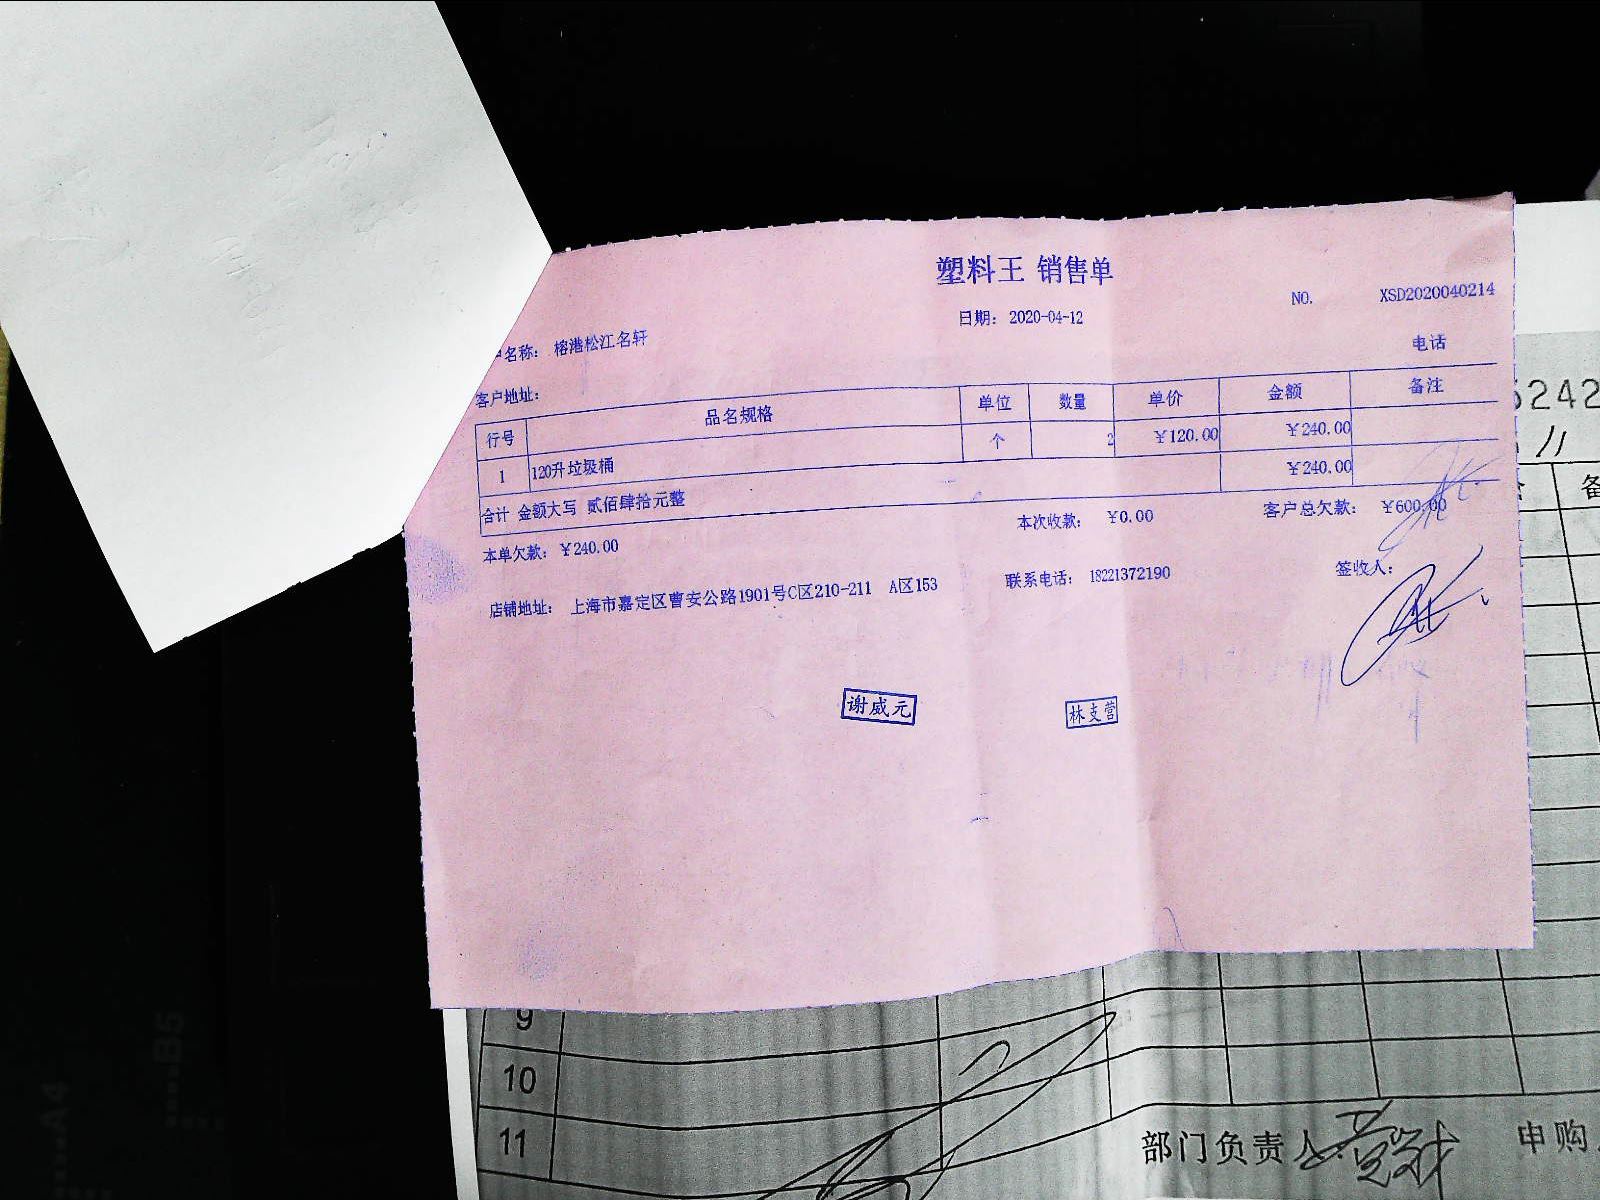 塑料王 销售单
日期: 2020-04-12
NO. XSD2020040214
户名称: 榕港松江名轩
电话
客户地址:
行号 品名规格 单位 数量 单价 金额 备注
1 120升垃圾桶 个 2 ¥120.00 ¥240.00
合计 金额大写 贰佰肆拾元整 ¥240.00
本单欠款: ¥240.00 本次收款: ¥0.00 客户总欠款: ¥600.00
店铺地址: 上海市嘉定区曹安公路1901号C区210-211 A区153 联系电话: 18221372190 签收人:
谢威元 林支营
5242
备
9
10
11
部门负责人 申购
A4
B5